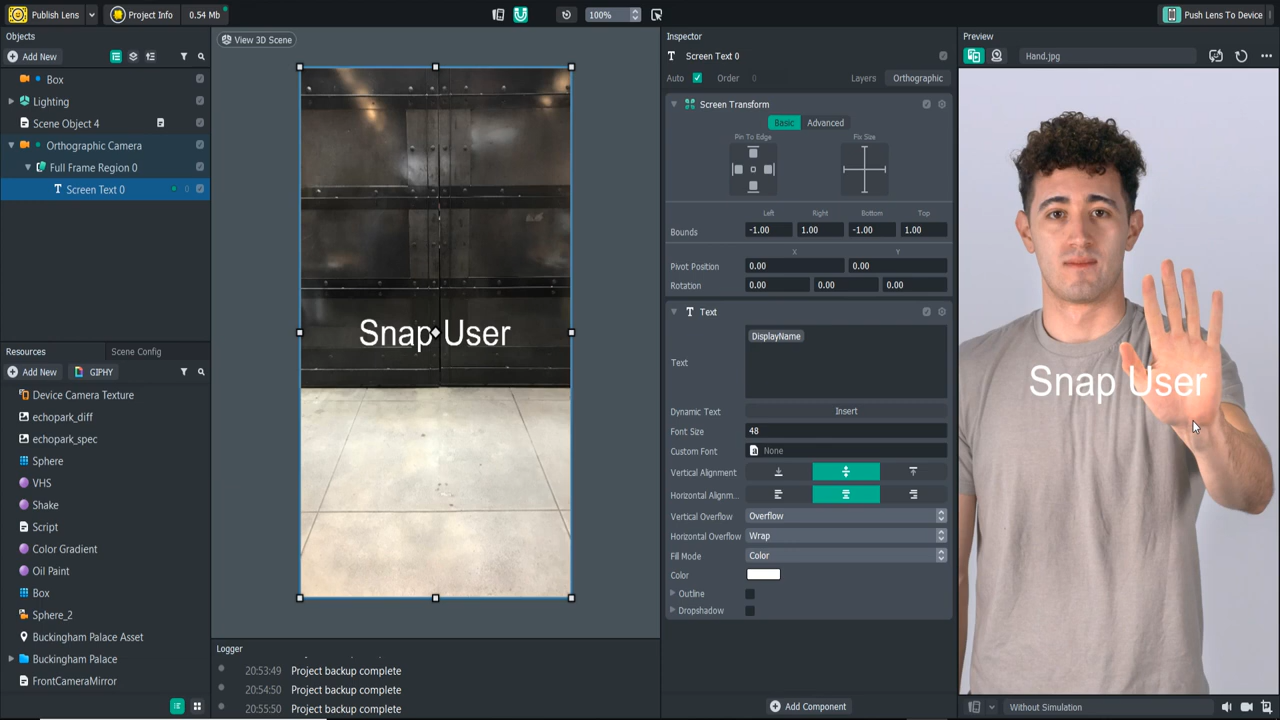 Publish Lens
Project Info
0.54 Mb
100%
Push Lens To Device
Objects
Add New
Box
Lighting
Scene Object 4
Orthographic Camera
Full Frame Region 0
Screen Text 0
0
View 3D Scene
Snap User
Inspector
Screen Text 0
Auto
Order
0
Layers
Orthographic
Screen Transform
Basic
Advanced
Pin To Edge
Fix Size
Left
Right
Bottom
Top
Bounds
-1.00
1.00
-1.00
1.00
X
Y
Pivot Position
0.00
0.00
Rotation
0.00
0.00
0.00
Text
DisplayName
Text
Dynamic Text
Insert
Font Size
48
Custom Font
None
Vertical Alignment
Horizontal Alignm...
Vertical Overflow
Overflow
Horizontal Overflow
Wrap
Fill Mode
Color
Color
Outline
Dropshadow
Add Component
Preview
Hand.jpg
Snap User
Without Simulation
Resources
Scene Config
Add New
GIPHY
Device Camera Texture
echopark_diff
echopark_spec
Sphere
VHS
Shake
Script
Color Gradient
Oil Paint
Box
Sphere_2
Buckingham Palace Asset
Buckingham Palace
FrontCameraMirror
Logger
20:53:49 Project backup complete
20:54:50 Project backup complete
20:55:50 Project backup complete